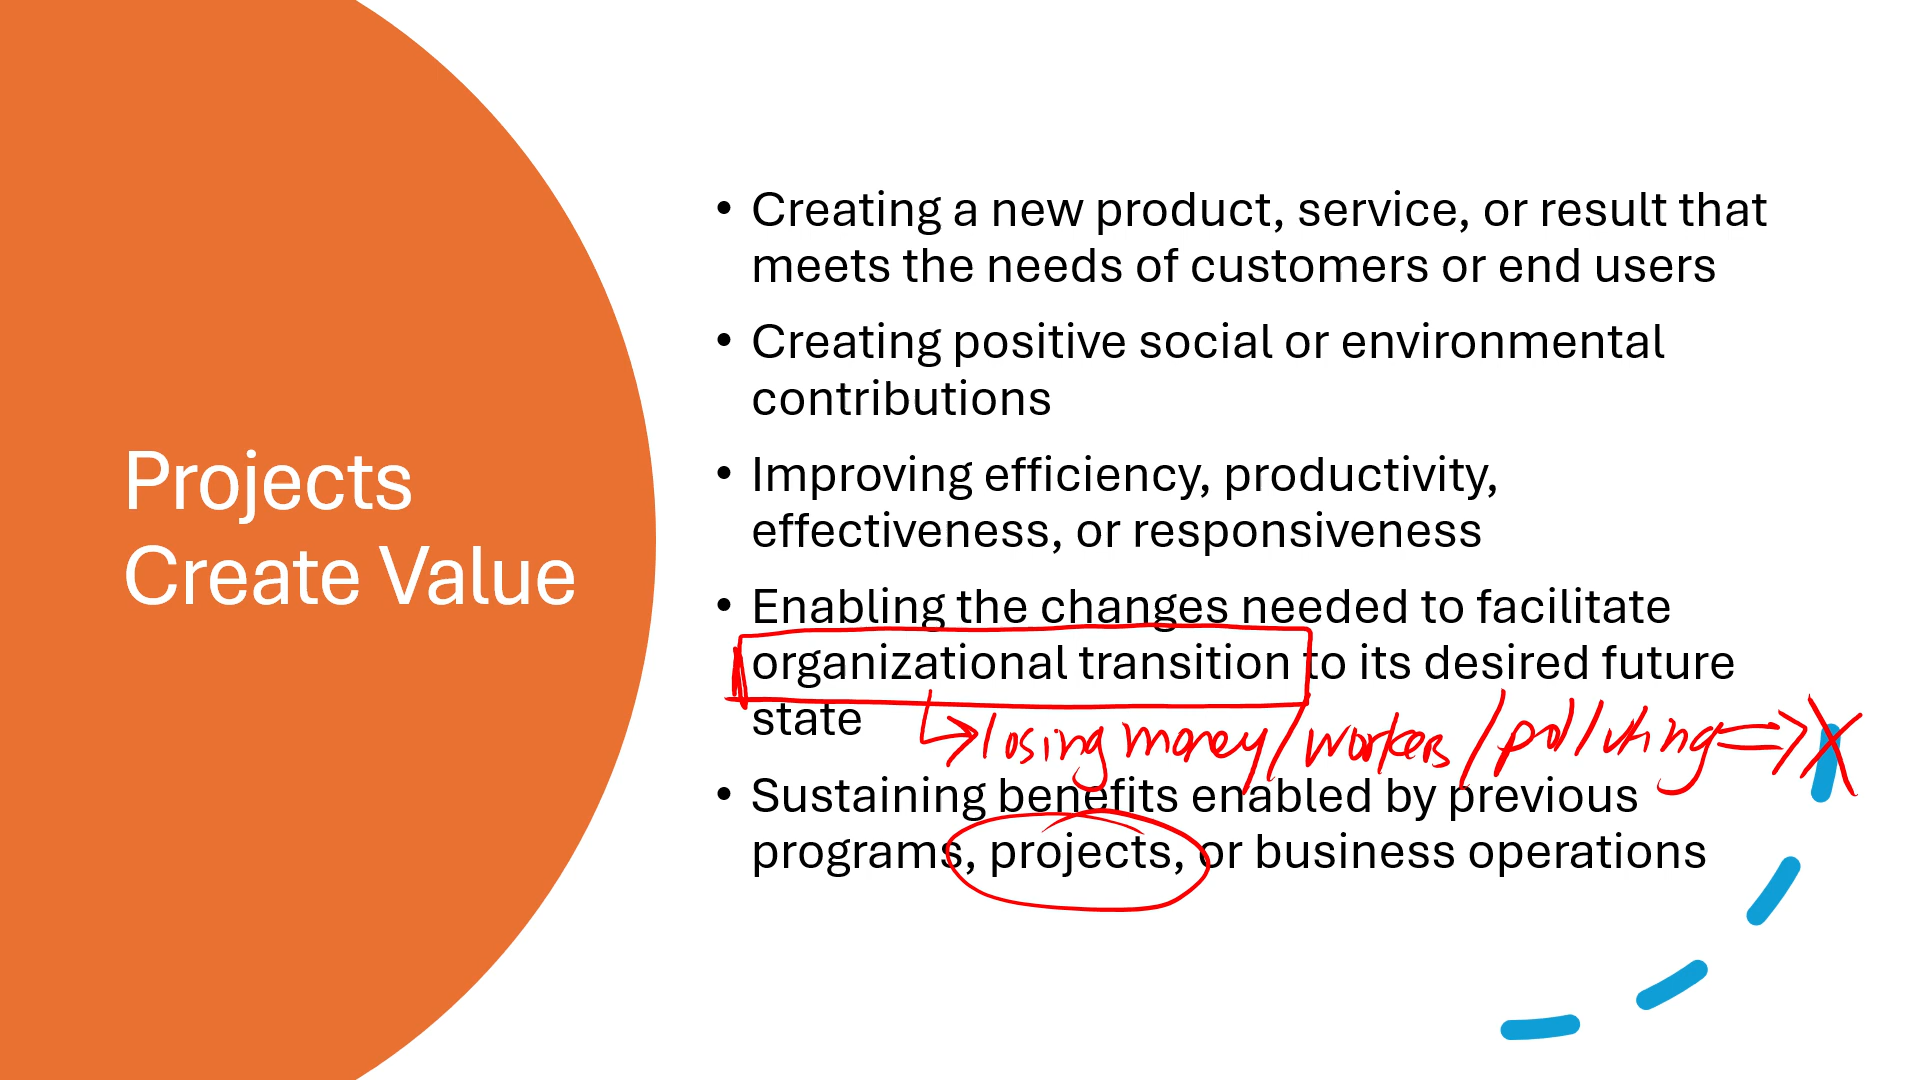 Projects
Create Value
• Creating a new product, service, or result that
meets the needs of customers or end users
• Creating positive social or environmental
contributions
• Improving efficiency, productivity,
effectiveness, or responsiveness
• Enabling the changes needed to facilitate
organizational transition to its desired future
state
losing money/workers/polluting => X
• Sustaining benefits enabled by previous
programs, projects, or business operations